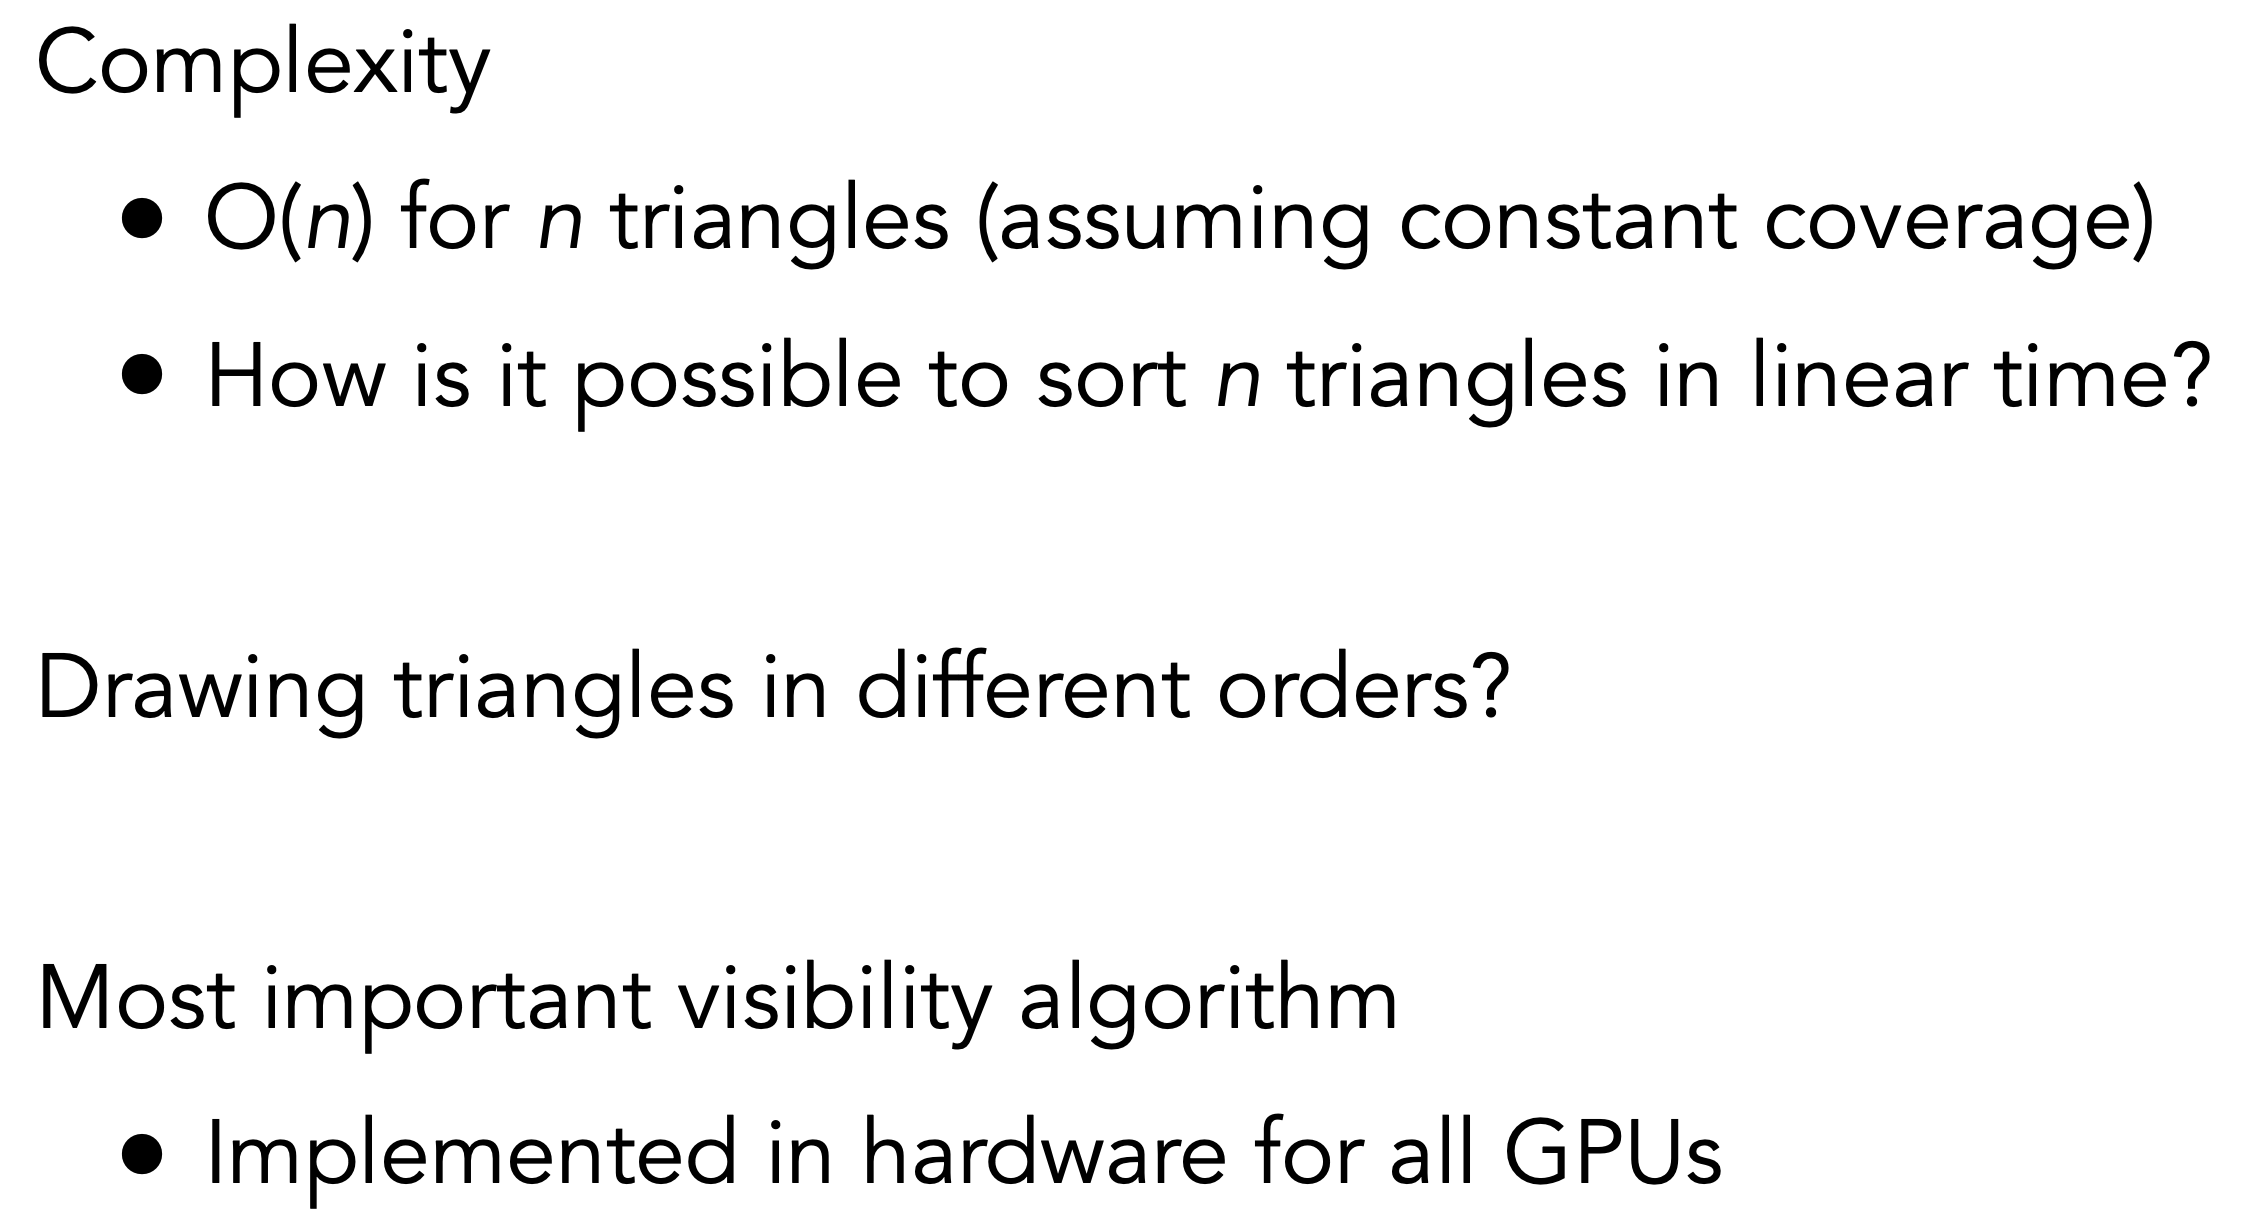 Complexity
• O(n) for n triangles (assuming constant coverage)
• How is it possible to sort n triangles in linear time?
Drawing triangles in different orders?
Most important visibility algorithm
• Implemented in hardware for all GPUs